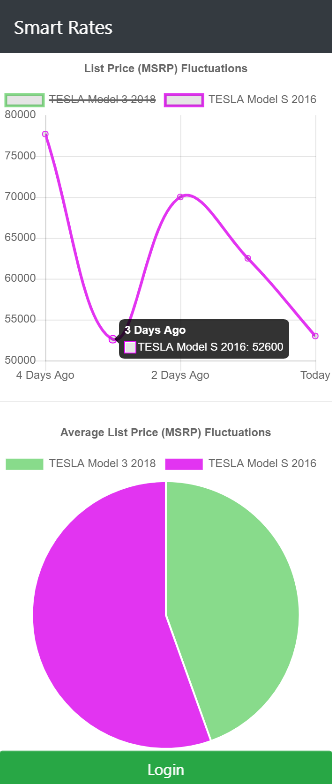 Smart Rates
List Price (MSRP) Fluctuations
TESLA Model 3 2018 TESLA Model S 2016
80000
75000
70000
65000
60000
55000
50000
3 Days Ago
TESLA Model S 2016: 52600
4 Days Ago 2 Days Ago Today
Average List Price (MSRP) Fluctuations
TESLA Model 3 2018 TESLA Model S 2016
Login